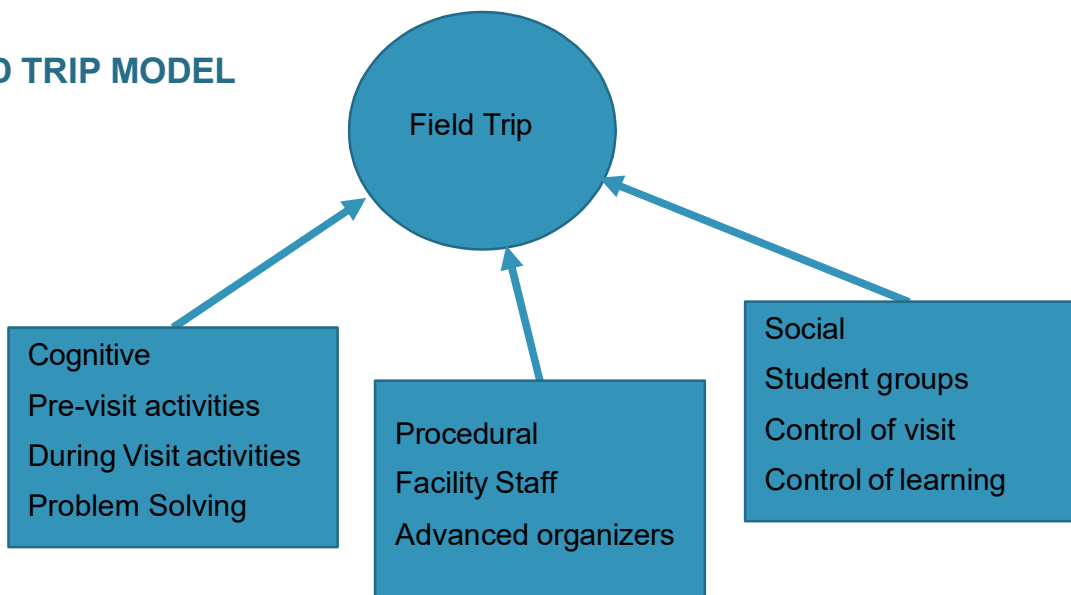 D TRIP MODEL
Field Trip
Cognitive
Pre-visit activities
During Visit activities
Problem Solving
Procedural
Facility Staff
Advanced organizers
Social
Student groups
Control of visit
Control of learning